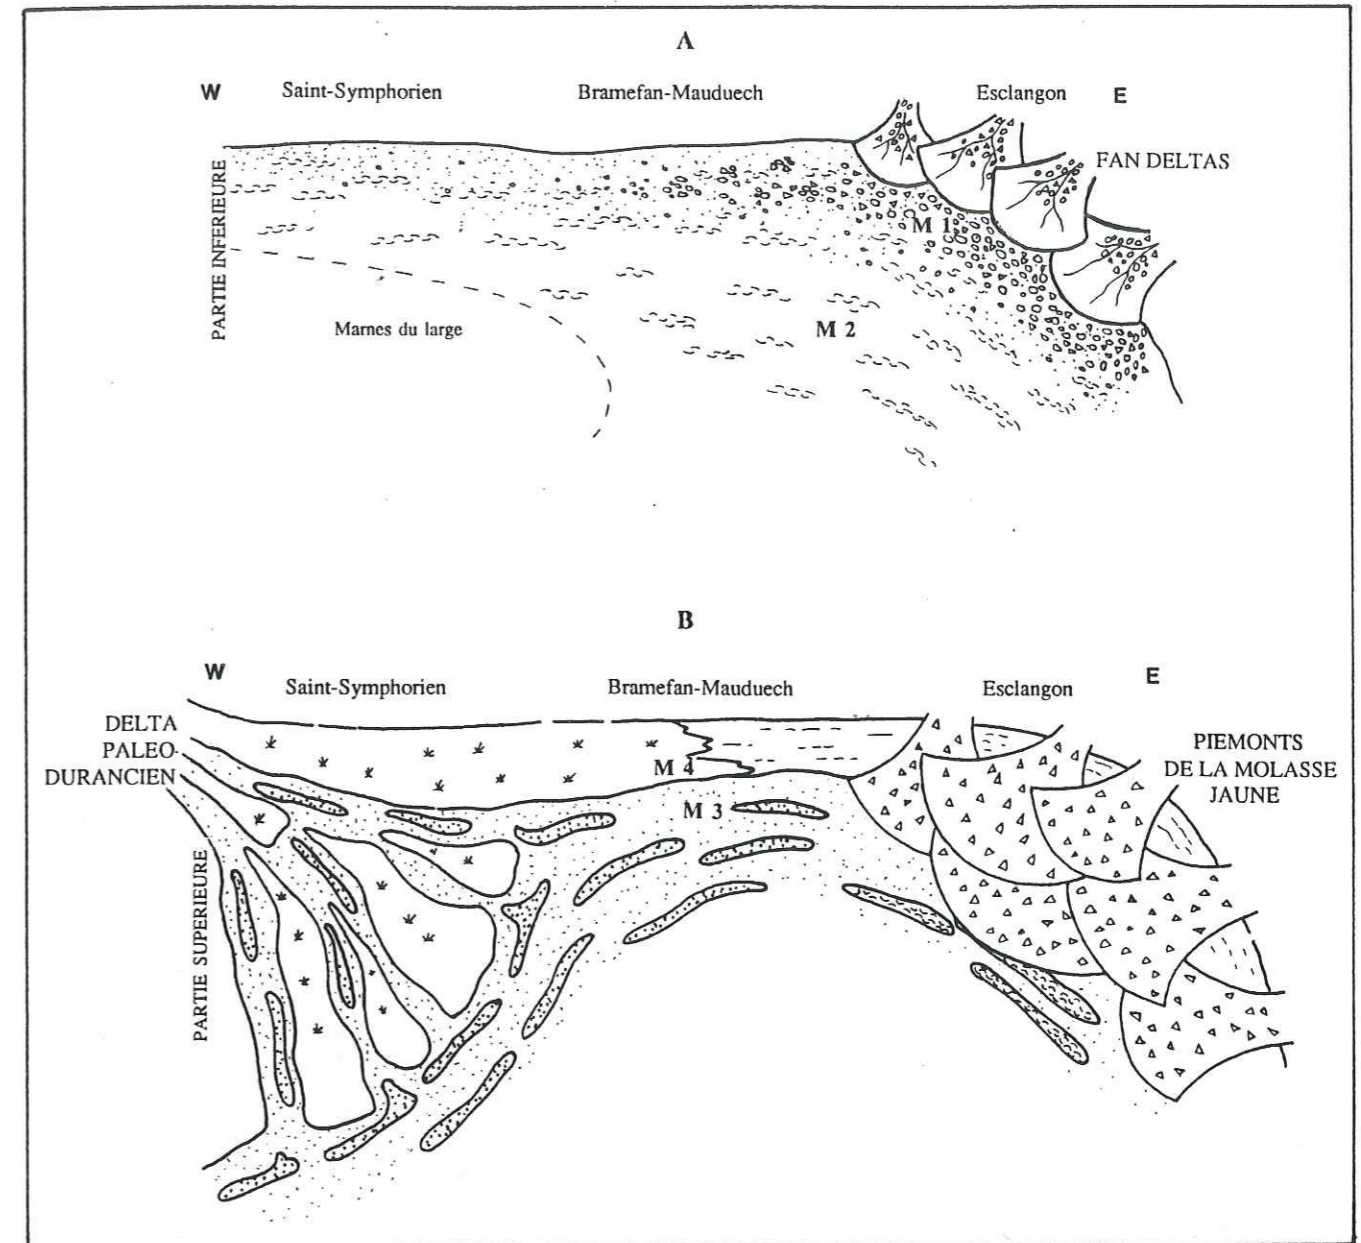 A
W Saint-Symphorien Bramefan-Mauduech Esclangon E
FAN DELTAS
M 1
PARTIE INFERIEURE
Marnes du large
M 2
B
W Saint-Symphorien Bramefan-Mauduech Esclangon E
DELTA
PALEO-
DURANCIEN
PIEMONTS
DE LA MOLASSE
JAUNE
M 4
M 3
PARTIE SUPERIEURE